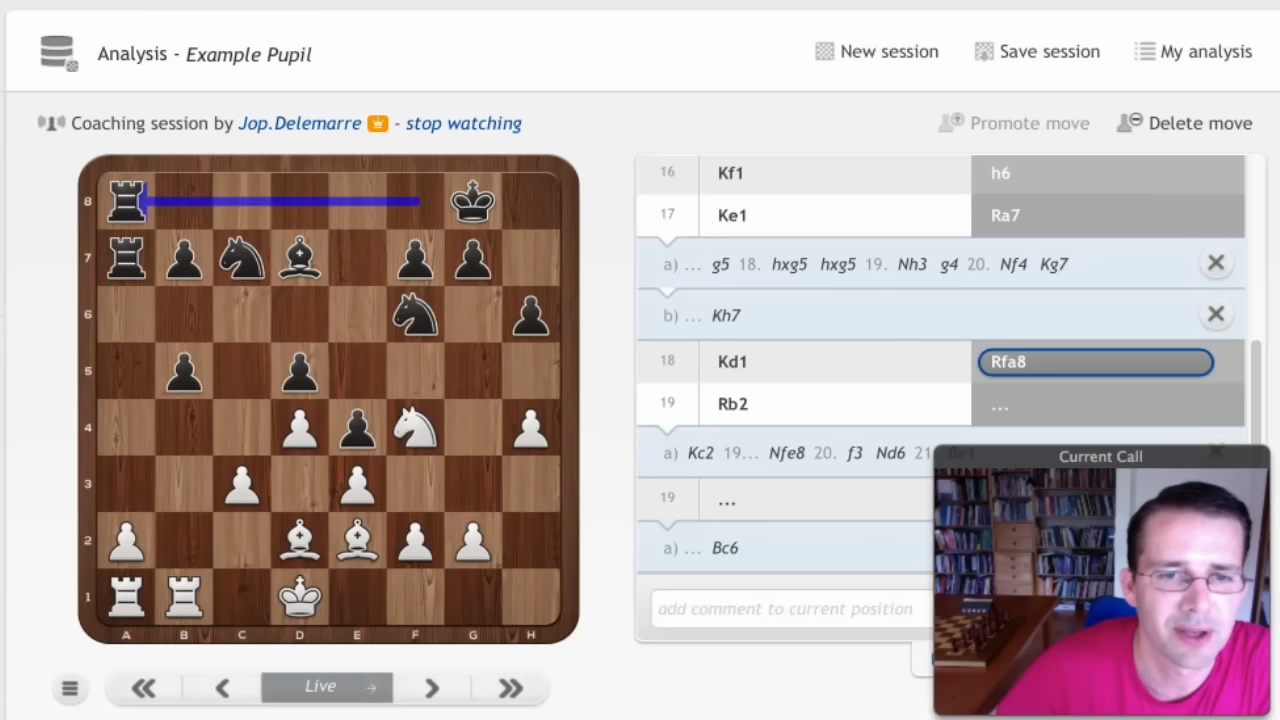 Analysis - Example Pupil
New session
Save session
My analysis
Coaching session by Jop.Delemarre - stop watching
Promote move
Delete move
8
7
6
5
4
3
2
1
A B C D E F G H
Live
16 Kf1 h6
17 Ke1 Ra7
a) ... g5 18. hxg5 hxg5 19. Nh3 g4 20. Nf4 Kg7
b) ... Kh7
18 Kd1 Rfa8
19 Rb2 ...
a) Kc2 19... Nfe8 20. f3 Nd6 21. Be1
19 ...
a) ... Bc6
add comment to current position
Current Call